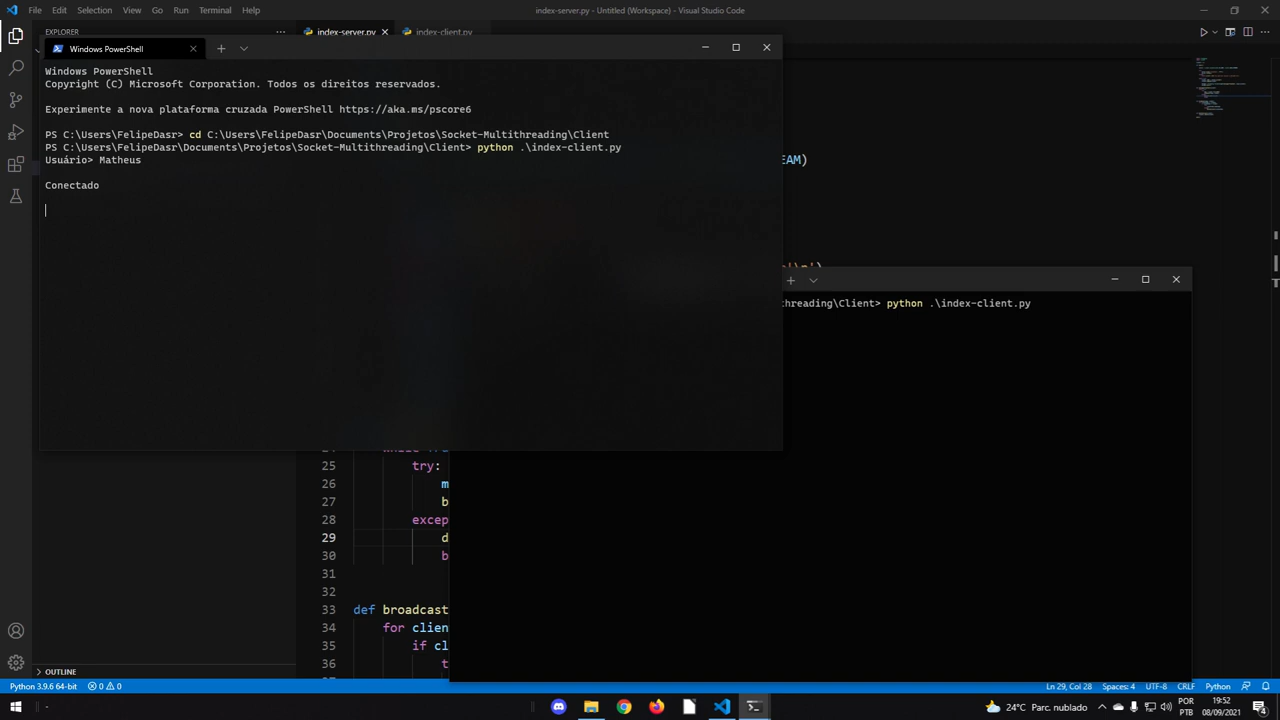 File Edit Selection View Go Run Terminal Help
index-server.py - Untitled (Workspace) - Visual Studio Code
EXPLORER
index-server.py
index-client.py
Windows PowerShell
Windows PowerShell
Copyright (C) Microsoft Corporation. Todos os direitos reservados
Experimente a nova plataforma cruzada PowerShell https://aka.ms/pscore6
PS C:\Users\FelipeDasr> cd C:\Users\FelipeDasr\Documents\Projetos\Socket-Multithreading\Client
PS C:\Users\FelipeDasr\Documents\Projetos\Socket-Multithreading\Client> python .\index-client.py
Usuário> Matheus
Conectado
EAM)
\n')
threading\Client> python .\index-client.py
25 try:
26 m
27 b
28 excep
29 d
30 b
31
32
33 def broadcast
34 for clien
35 if cl
36 t
OUTLINE
Python 3.9.6 64-bit 0 0
Ln 29, Col 28 Spaces: 4 UTF-8 CRLF Python
24°C Parc. nublado
POR
PTB
19:52
08/09/2021
4